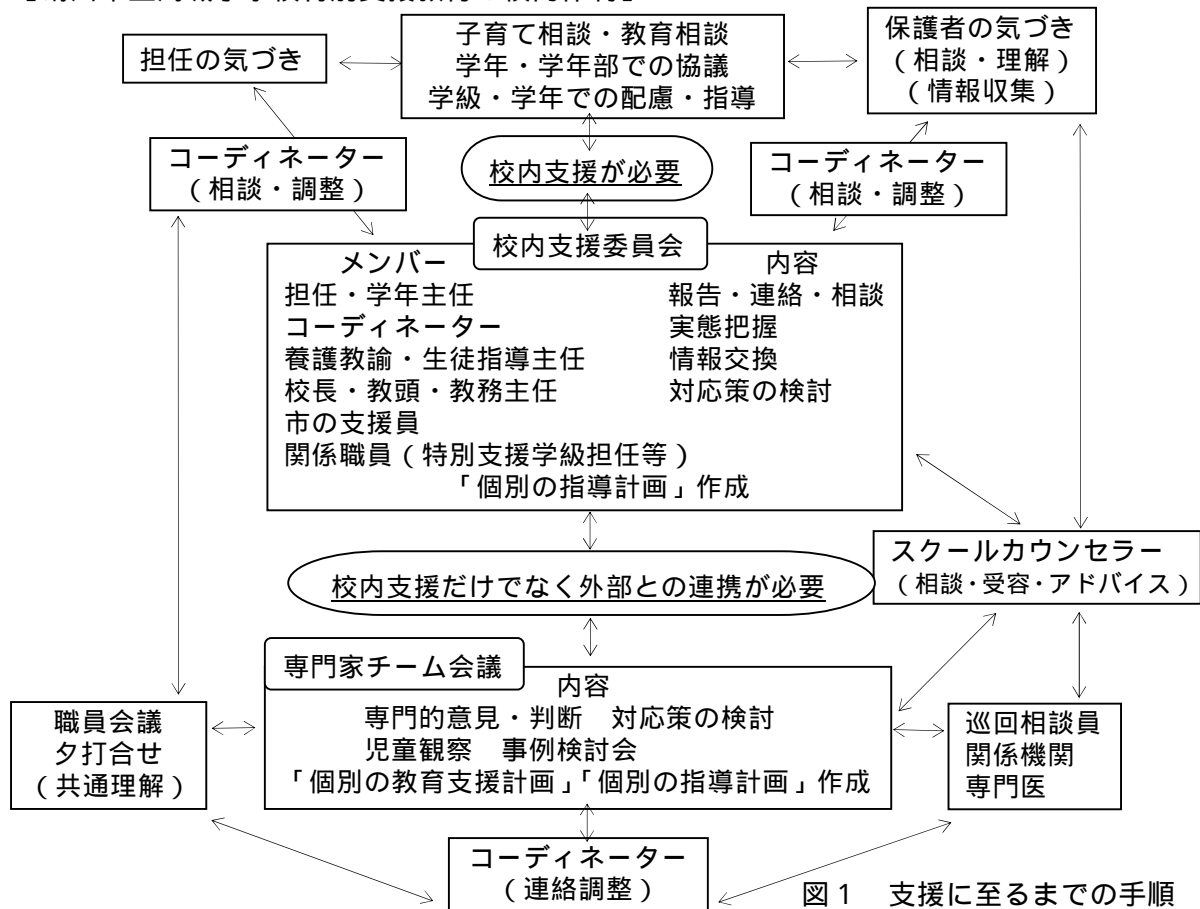 子育て相談・教育相談
学年・学年部での協議
学級・学年での配慮・指導
担任の気づき
保護者の気づき
(相談・理解)
(情報収集)
コーディネーター
(相談・調整)
校内支援が必要
コーディネーター
(相談・調整)
校内支援委員会
メンバー
担任・学年主任
コーディネーター
養護教諭・生徒指導主任
校長・教頭・教務主任
市の支援員
関係職員(特別支援学級担任等)
内容
報告・連絡・相談
実態把握
情報交換
対応策の検討
「個別の指導計画」作成
スクールカウンセラー
(相談・受容・アドバイス)
校内支援だけでなく外部との連携が必要
専門家チーム会議
内容
専門的意見・判断 対応策の検討
児童観察 事例検討会
「個別の教育支援計画」「個別の指導計画」作成
職員会議
夕打合せ
(共通理解)
巡回相談員
関係機関
専門医
コーディネーター
(連絡調整)
図1 支援に至るまでの手順